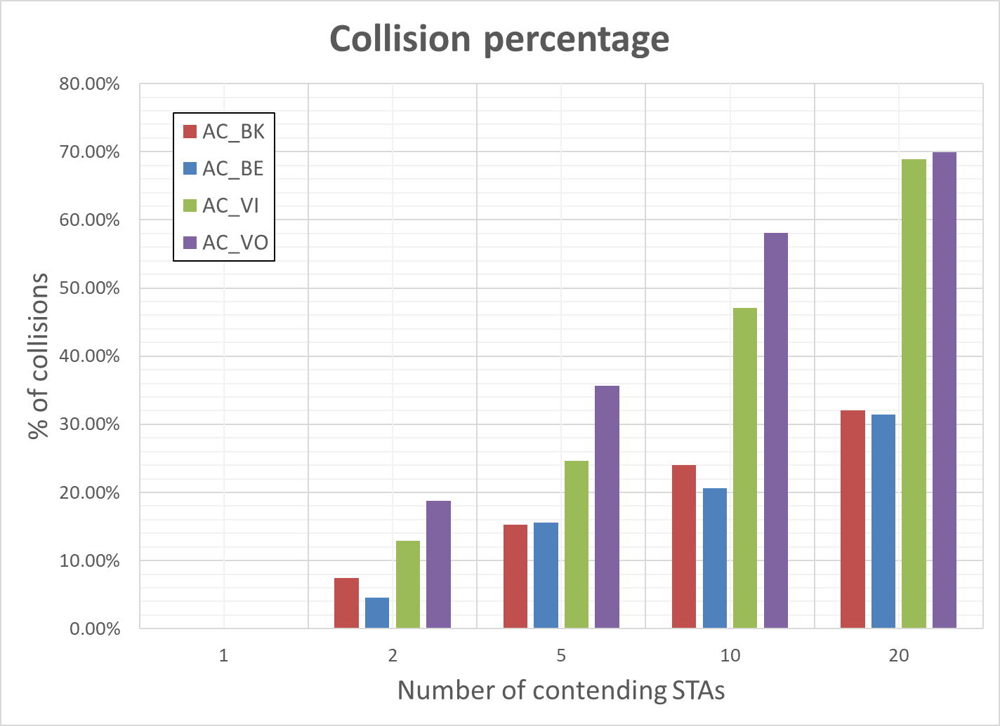 Collision percentage
80.00%
70.00%
60.00%
50.00%
40.00%
30.00%
20.00%
10.00%
0.00%
% of collisions
AC_BK
AC_BE
AC_VI
AC_VO
1 2 5 10 20
Number of contending STAs